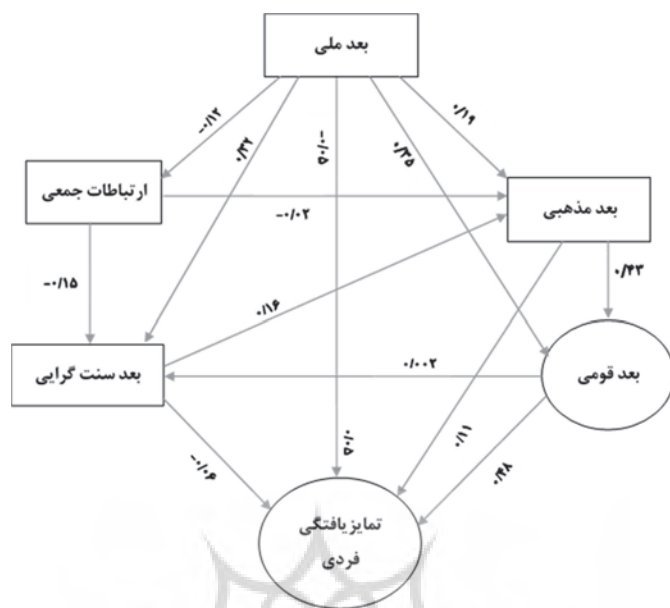 بعد ملی
-۰/۱۲
۰/۳۲
-۰/۰۵
۰/۳۵
۰/۱۹
ارتباطات جمعی
بعد مذهبی
-۰/۰۲
-۰/۱۵
۰/۴۳
۰/۱۶
بعد سنت گرایی
۰/۰۰۲
بعد قومی
-۰/۰۶
۰/۰۵
۰/۱۱
۰/۴۸
تمایزیافتگی
فردی